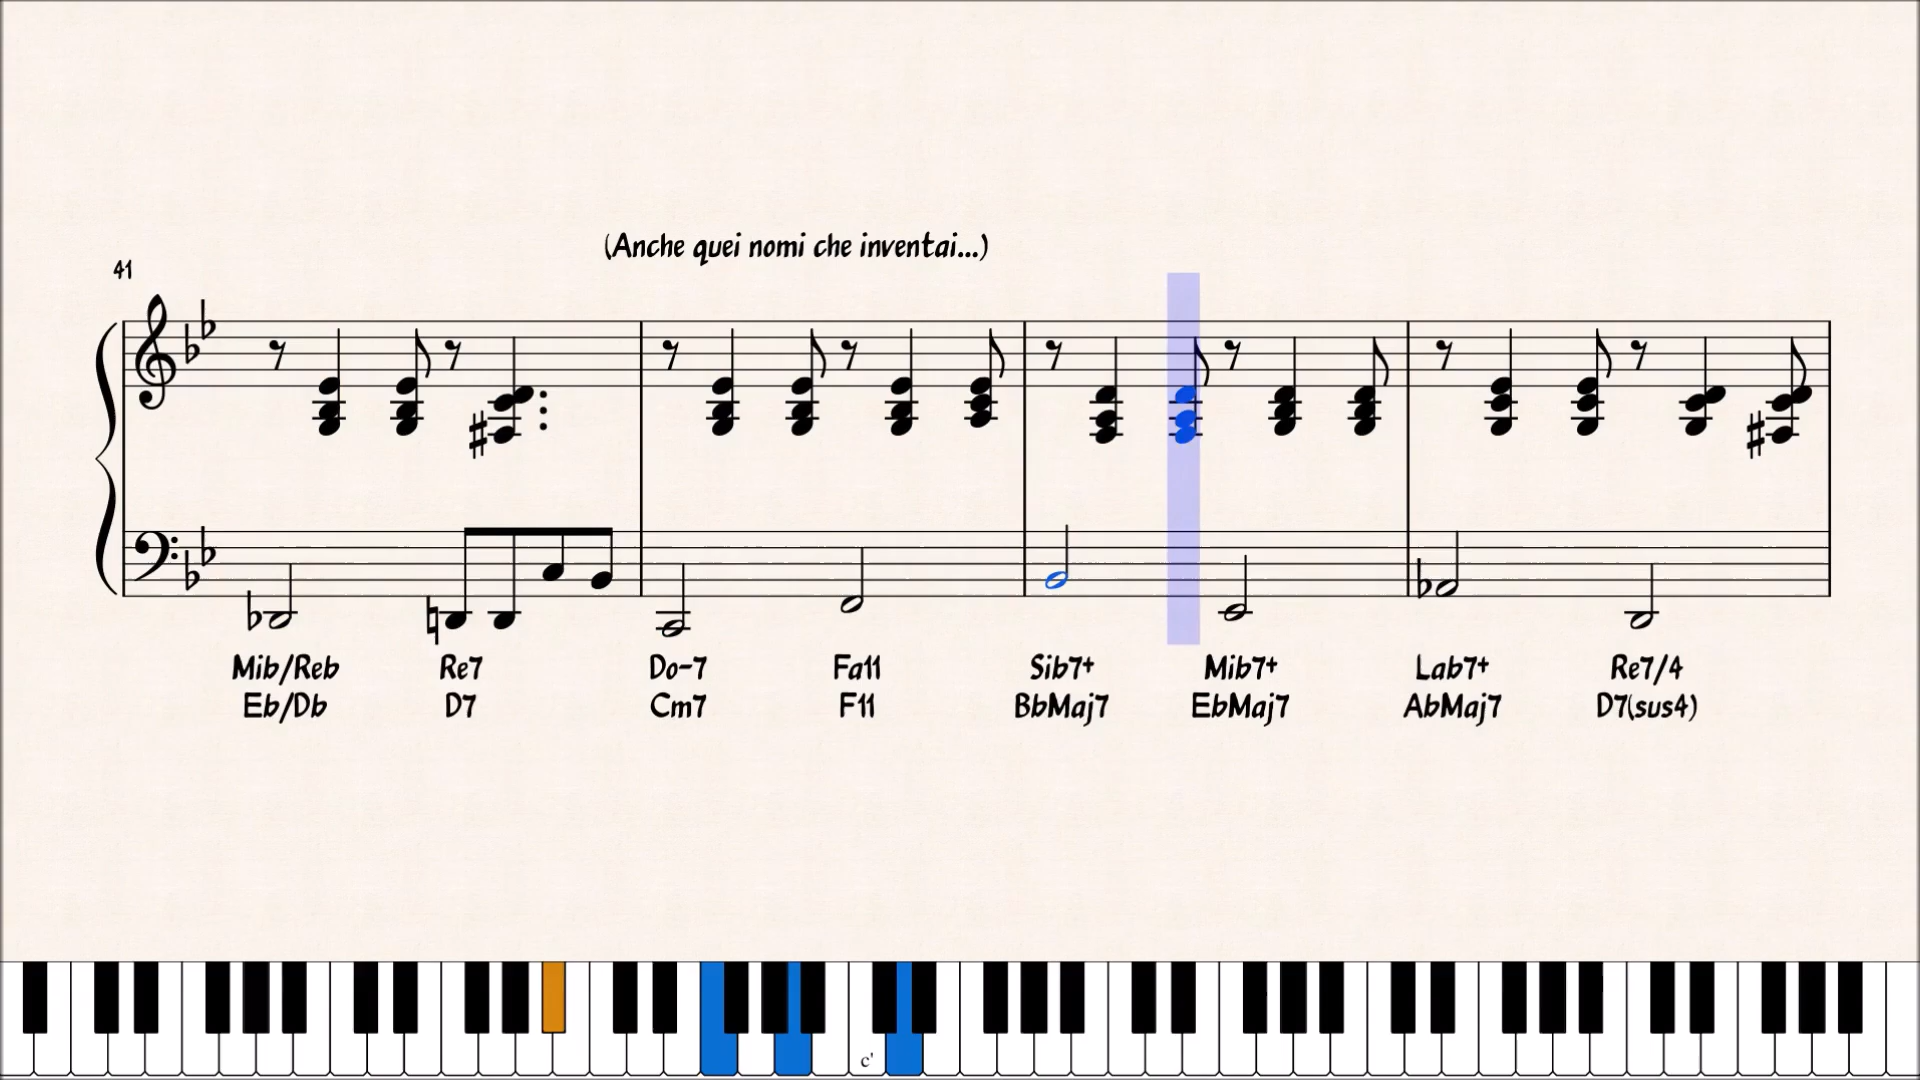 (Anche quei nomi che inventai...)
41
Mib/Reb Re7 Do-7 Fa11 Sib7+ Mib7+ Lab7+ Re7/4
Eb/Db D7 Cm7 F11 BbMaj7 EbMaj7 AbMaj7 D7(sus4)
c'